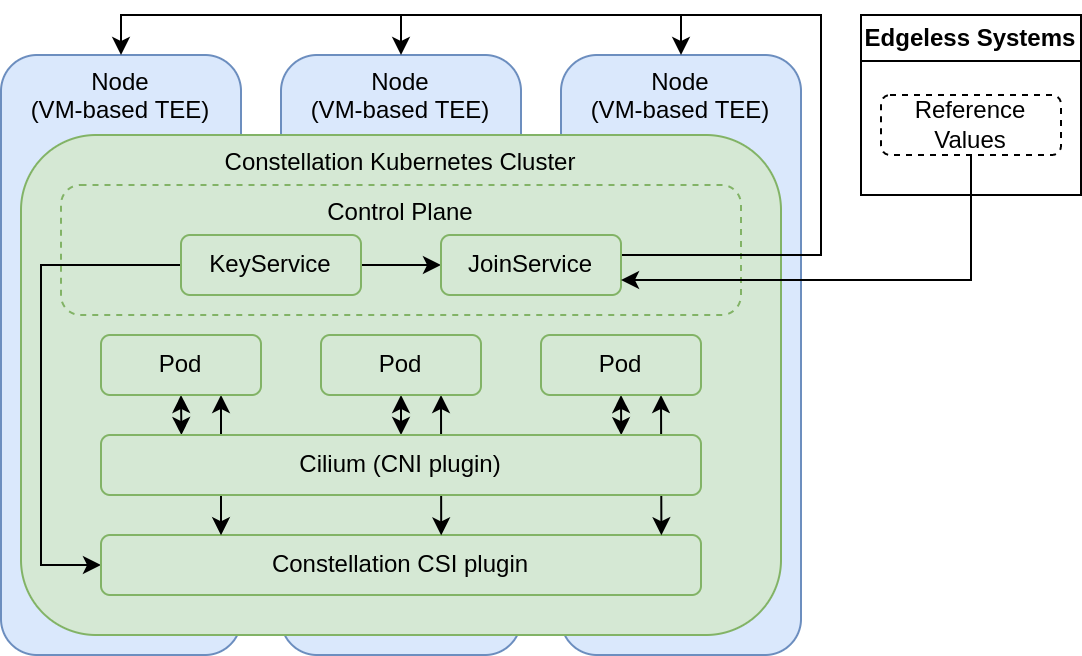 Node
(VM-based TEE)
Node
(VM-based TEE)
Node
(VM-based TEE)
Edgeless Systems
Reference
Values
Constellation Kubernetes Cluster
Control Plane
KeyService
JoinService
Pod
Pod
Pod
Cilium (CNI plugin)
Constellation CSI plugin